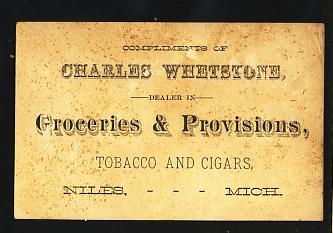 COMPLIMENTS OF
CHARLES WHETSTONE,
DEALER IN
Groceries & Provisions,
TOBACCO AND CIGARS,
NILES, - - - MICH.